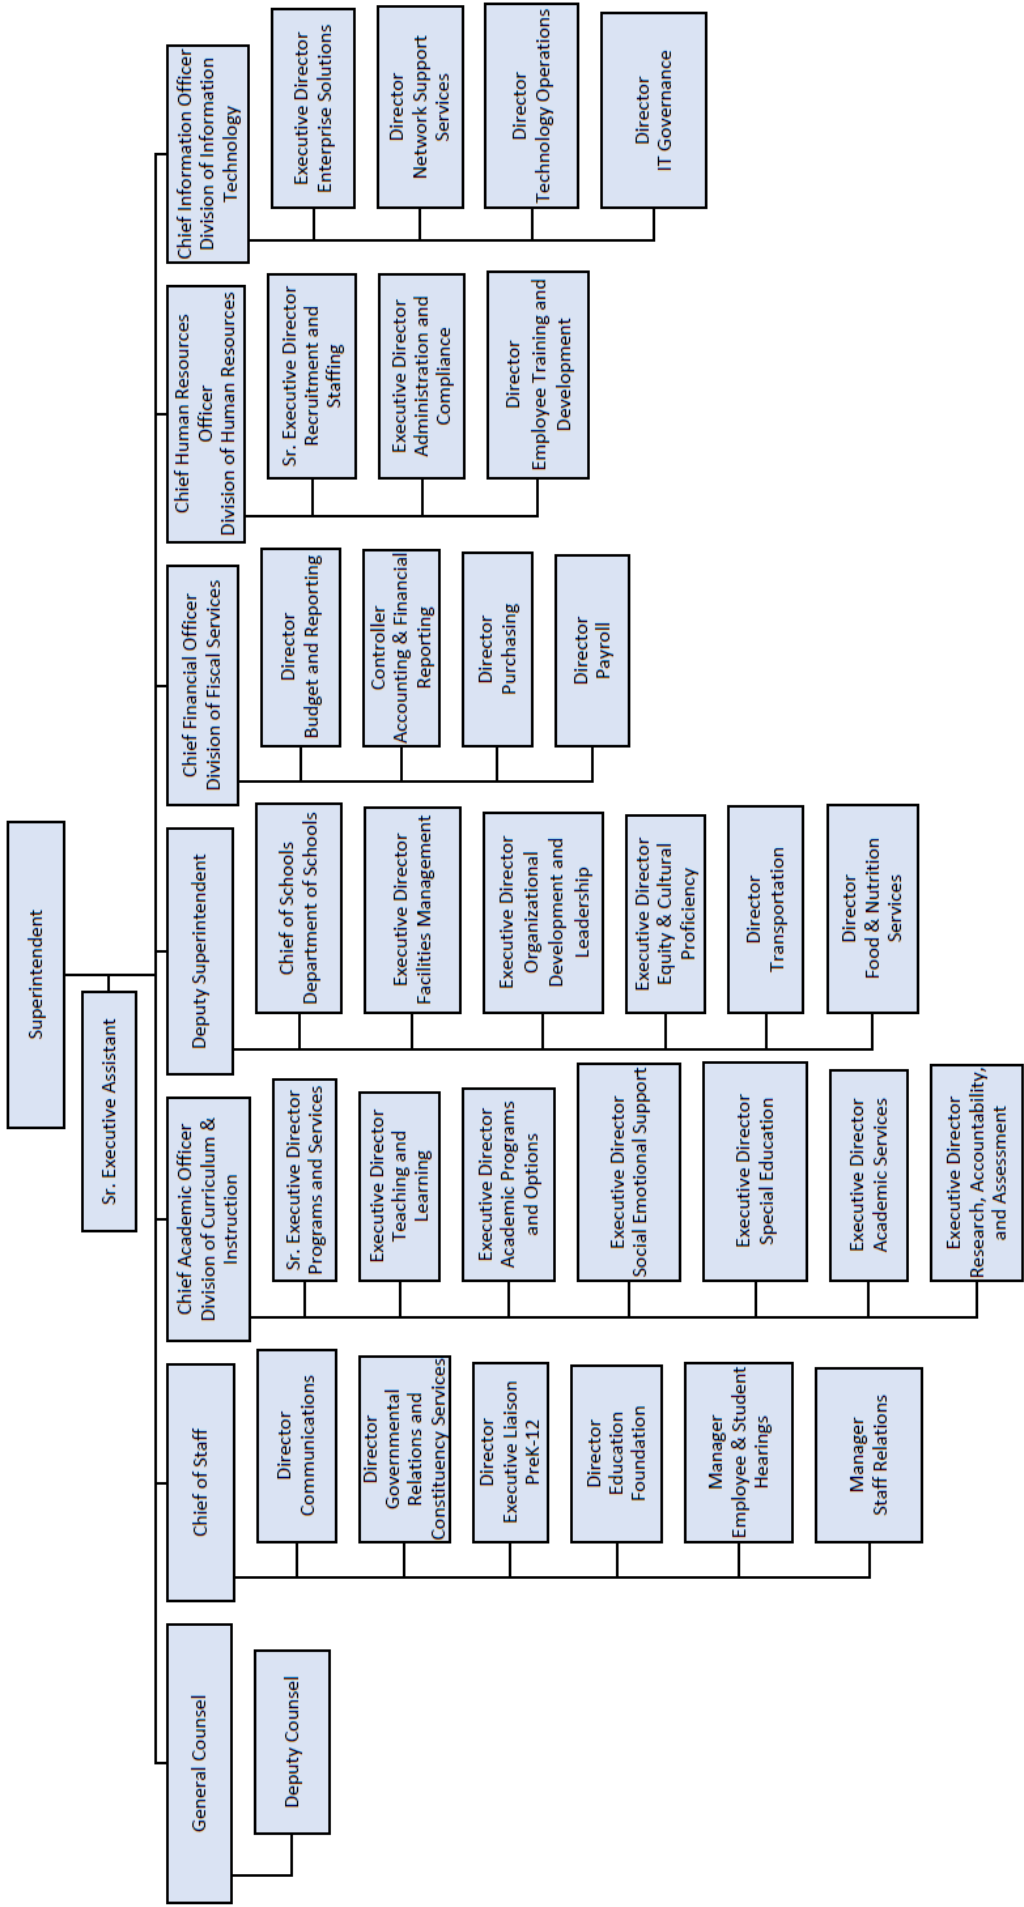 Superintendent
Sr. Executive Assistant
General Counsel
Deputy Counsel
Chief of Staff
Director
Communications
Director
Governmental
Relations and
Constituency Services
Director
Executive Liaison
PreK-12
Director
Education
Foundation
Manager
Employee & Student
Hearings
Manager
Staff Relations
Chief Academic Officer
Division of Curriculum &
Instruction
Sr. Executive Director
Programs and Services
Executive Director
Teaching and
Learning
Executive Director
Academic Programs
and Options
Executive Director
Social Emotional Support
Executive Director
Special Education
Executive Director
Academic Services
Executive Director
Research, Accountability,
and Assessment
Deputy Superintendent
Chief of Schools
Department of Schools
Executive Director
Facilities Management
Executive Director
Organizational
Development and
Leadership
Executive Director
Equity & Cultural
Proficiency
Director
Transportation
Director
Food & Nutrition
Services
Chief Financial Officer
Division of Fiscal Services
Director
Budget and Reporting
Controller
Accounting & Financial
Reporting
Director
Purchasing
Director
Payroll
Chief Human Resources
Officer
Division of Human Resources
Sr. Executive Director
Recruitment and
Staffing
Executive Director
Administration and
Compliance
Director
Employee Training and
Development
Chief Information Officer
Division of Information
Technology
Executive Director
Enterprise Solutions
Director
Network Support
Services
Director
Technology Operations
Director
IT Governance